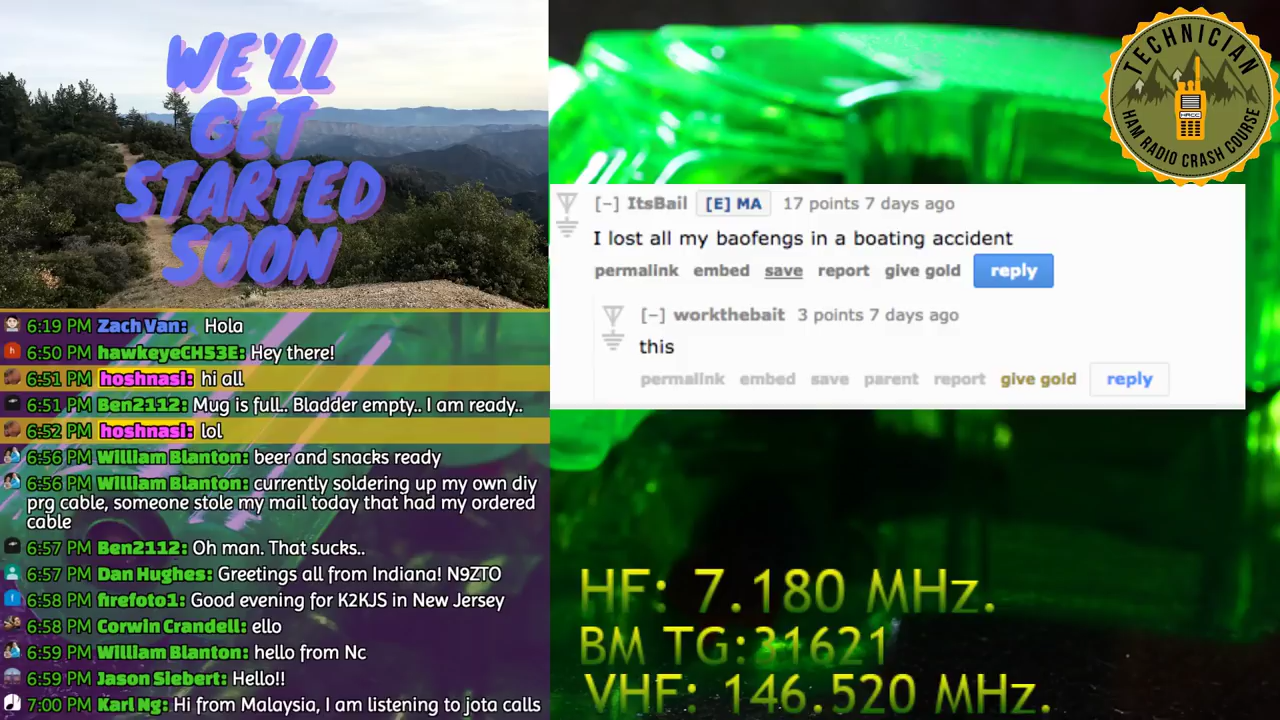 WE'LL
GET
STARTED
SOON
6:19 PM Zach Van: Hola
6:50 PM hawkeyeCH53E: Hey there!
6:51 PM hoshnasi: hi all
6:51 PM Ben2112: Mug is full.. Bladder empty.. I am ready..
6:52 PM hoshnasi: lol
6:56 PM William Blanton: beer and snacks ready
6:56 PM William Blanton: currently soldering up my own diy
prg cable, someone stole my mail today that had my ordered
cable
6:57 PM Ben2112: Oh man. That sucks..
6:57 PM Dan Hughes: Greetings all from Indiana! N9ZTO
6:58 PM firefoto1: Good evening for K2KJS in New Jersey
6:58 PM Corwin Crandell: ello
6:59 PM William Blanton: hello from Nc
6:59 PM Jason Siebert: Hello!!
7:00 PM Karl Ng: Hi from Malaysia, I am listening to jota calls
TECHNICIAN
HRCC
HAM RADIO CRASH COURSE
[−] ItsBail [E] MA 17 points 7 days ago
I lost all my baofengs in a boating accident
permalink embed save report give gold reply
[−] workthebait 3 points 7 days ago
this
permalink embed save parent report give gold reply
HF: 7.180 MHz.
BM TG:31621
VHF: 146.520 MHz.